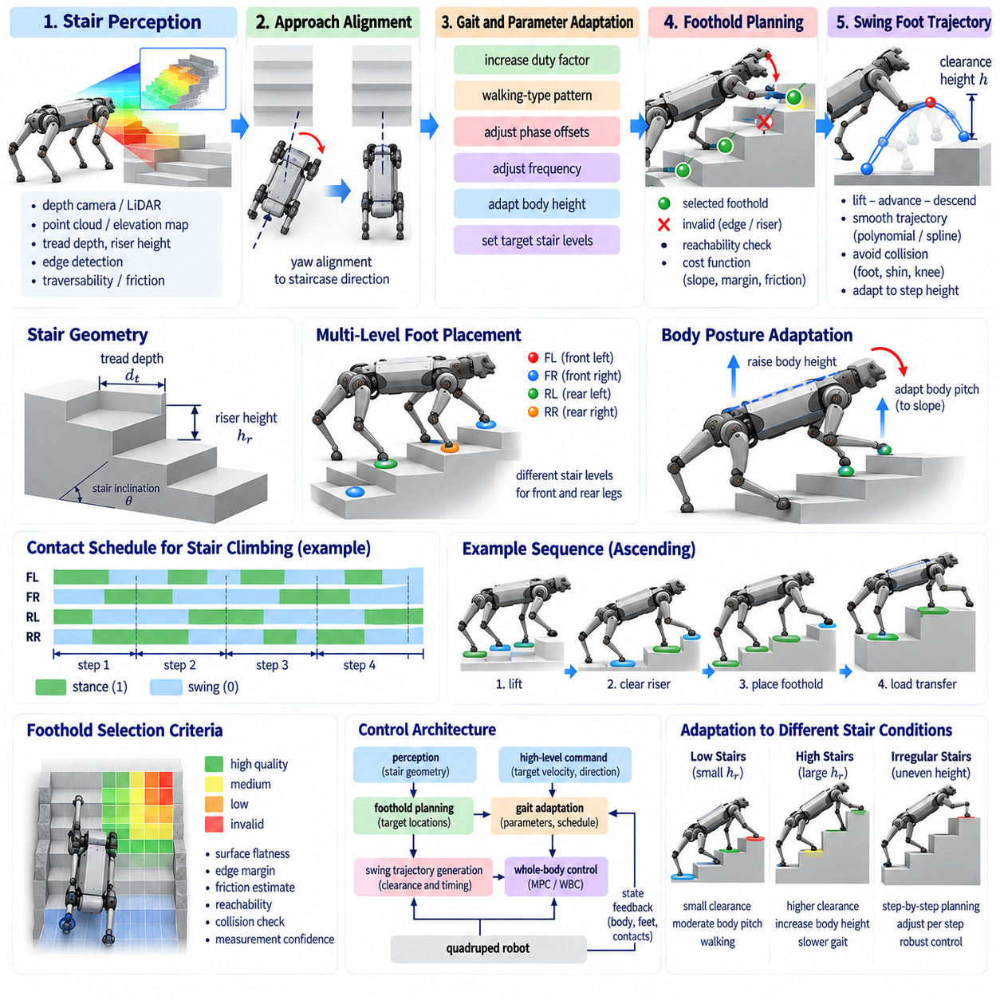 1. Stair Perception
depth camera / LiDAR
point cloud / elevation map
tread depth, riser height
edge detection
traversability / friction
2. Approach Alignment
yaw alignment
to staircase direction
3. Gait and Parameter Adaptation
increase duty factor
walking-type pattern
adjust phase offsets
adjust frequency
adapt body height
set target stair levels
4. Foothold Planning
selected foothold
invalid (edge / riser)
reachability check
cost function
(slope, margin, friction)
5. Swing Foot Trajectory
clearance
height h
lift – advance – descend
smooth trajectory
(polynomial / spline)
avoid collision
(foot, shin, knee)
adapt to step height
Stair Geometry
tread depth
d_t
riser height
h_r
stair inclination
θ
Multi-Level Foot Placement
FL (front left)
FR (front right)
RL (rear left)
RR (rear right)
different stair levels
for front and rear legs
Body Posture Adaptation
raise body height
adapt body pitch
(to slope)
Contact Schedule for Stair Climbing (example)
FL
FR
RL
RR
step 1 step 2 step 3 step 4
stance (1) swing (0)
Example Sequence (Ascending)
1. lift
2. clear riser
3. place foothold
4. load transfer
Foothold Selection Criteria
high quality
medium
low
invalid
surface flatness
edge margin
friction estimate
reachability
collision check
measurement confidence
Control Architecture
perception
(stair geometry)
high-level command
(target velocity, direction)
foothold planning
(target locations)
gait adaptation
(parameters, schedule)
swing trajectory generation
(clearance and timing)
whole-body control
(MPC / WBC)
state
feedback
(body, feet,
contacts)
quadruped robot
Adaptation to Different Stair Conditions
Low Stairs
(small h_r)
small clearance
moderate body pitch
walking
High Stairs
(large h_r)
higher clearance
increase body height
slower gait
Irregular Stairs
(uneven height)
step-by-step planning
adjust per step
robust control